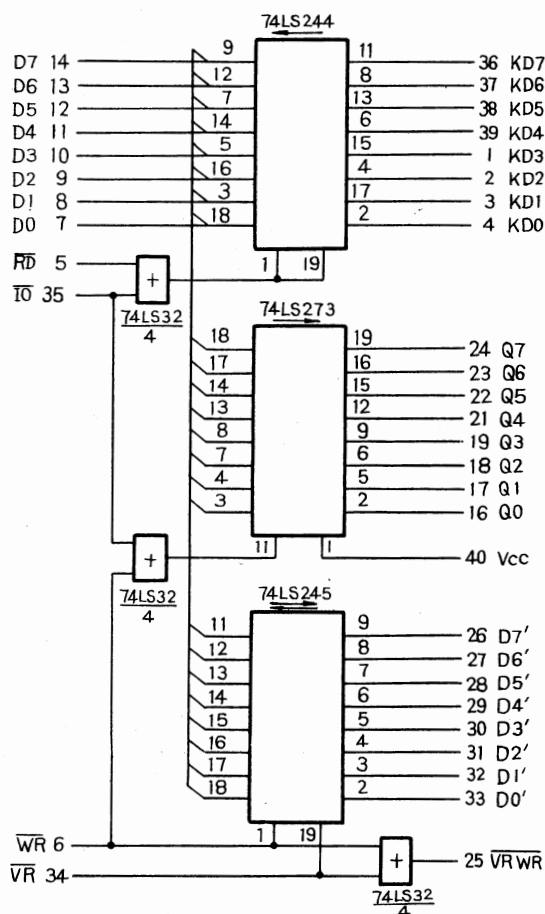 74LS244
D7 14 9 11 36 KD7
D6 13 12 8 37 KD6
D5 12 7 13 38 KD5
D4 11 14 6 39 KD4
D3 10 5 15 1 KD3
D2 9 16 4 2 KD2
D1 8 3 17 3 KD1
D0 7 18 2 4 KD0
R̅D̅ 5 + 1 19
I̅O̅ 35
74LS32
4
74LS273
18 19 24 Q7
17 16 23 Q6
14 15 22 Q5
13 12 21 Q4
8 9 19 Q3
7 6 18 Q2
4 5 17 Q1
3 2 16 Q0
+ 11 1 40 Vcc
74LS32
4
74LS245
11 9 26 D7′
12 8 27 D6′
13 7 28 D5′
14 6 29 D4′
15 5 30 D3′
16 4 31 D2′
17 3 32 D1′
18 2 33 D0′
1 19
W̅R̅ 6 + 25 V̅R̅ W̅R̅
V̅R̅ 34
74LS32
4